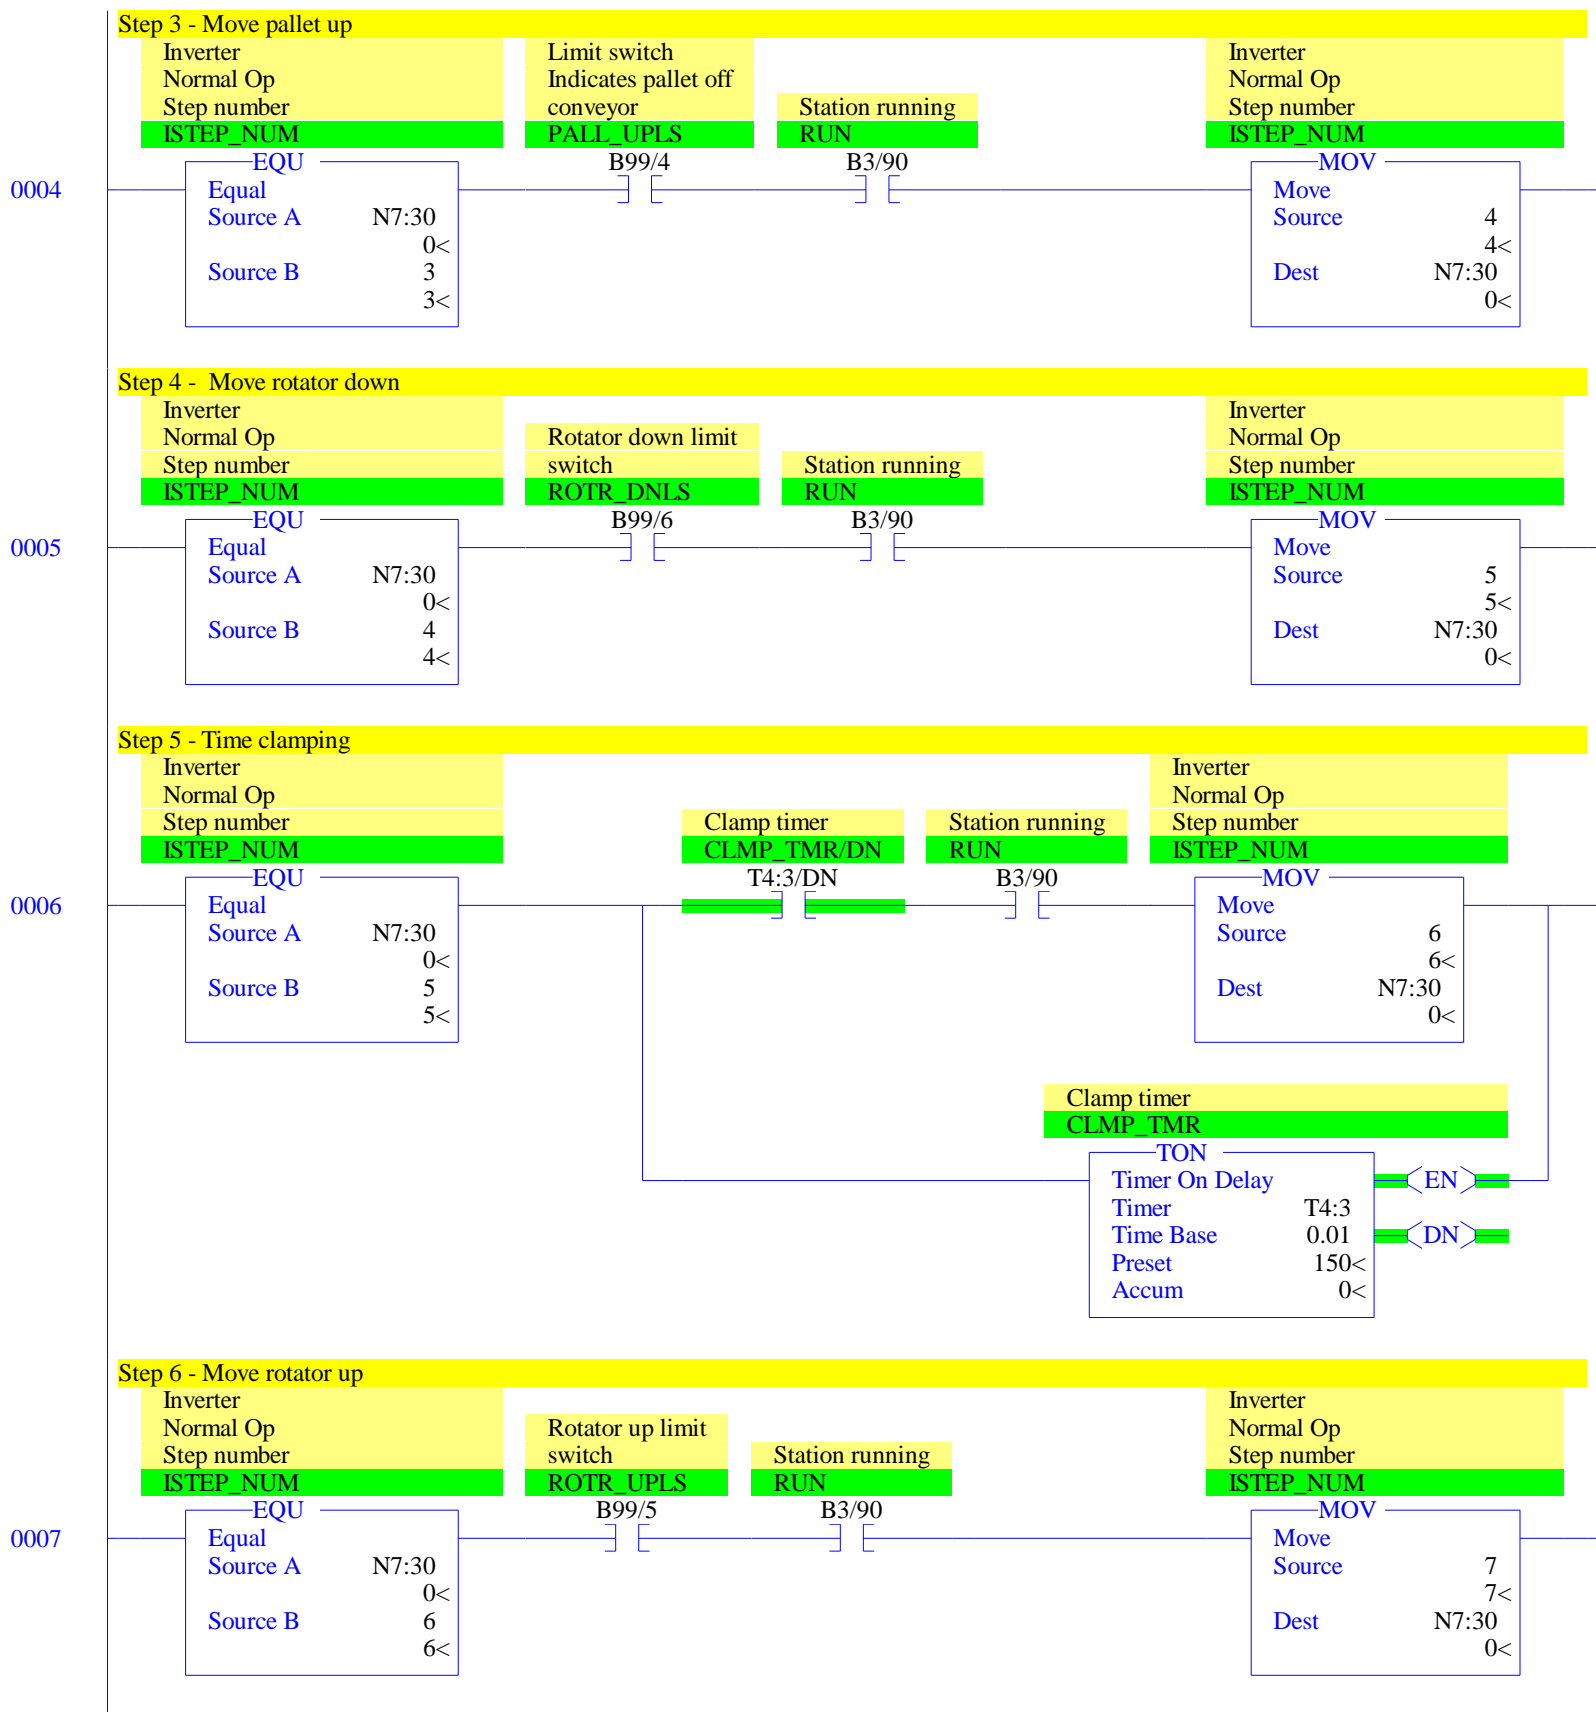 Step 3 - Move pallet up
Inverter
Normal Op
Step number
ISTEP_NUM
Limit switch
Indicates pallet off
conveyor
PALL_UPLS
Station running
RUN
Inverter
Normal Op
Step number
ISTEP_NUM
0004
EQU
Equal
Source A N7:30
0<
Source B 3
3<
B99/4
B3/90
MOV
Move
Source 4
4<
Dest N7:30
0<
Step 4 - Move rotator down
Inverter
Normal Op
Step number
ISTEP_NUM
Rotator down limit
switch
ROTR_DNLS
Station running
RUN
Inverter
Normal Op
Step number
ISTEP_NUM
0005
EQU
Equal
Source A N7:30
0<
Source B 4
4<
B99/6
B3/90
MOV
Move
Source 5
5<
Dest N7:30
0<
Step 5 - Time clamping
Inverter
Normal Op
Step number
ISTEP_NUM
Clamp timer
CLMP_TMR/DN
Station running
RUN
Inverter
Normal Op
Step number
ISTEP_NUM
0006
EQU
Equal
Source A N7:30
0<
Source B 5
5<
T4:3/DN
B3/90
MOV
Move
Source 6
6<
Dest N7:30
0<
Clamp timer
CLMP_TMR
TON
Timer On Delay
Timer T4:3
Time Base 0.01
Preset 150<
Accum 0<
EN
DN
Step 6 - Move rotator up
Inverter
Normal Op
Step number
ISTEP_NUM
Rotator up limit
switch
ROTR_UPLS
Station running
RUN
Inverter
Normal Op
Step number
ISTEP_NUM
0007
EQU
Equal
Source A N7:30
0<
Source B 6
6<
B99/5
B3/90
MOV
Move
Source 7
7<
Dest N7:30
0<